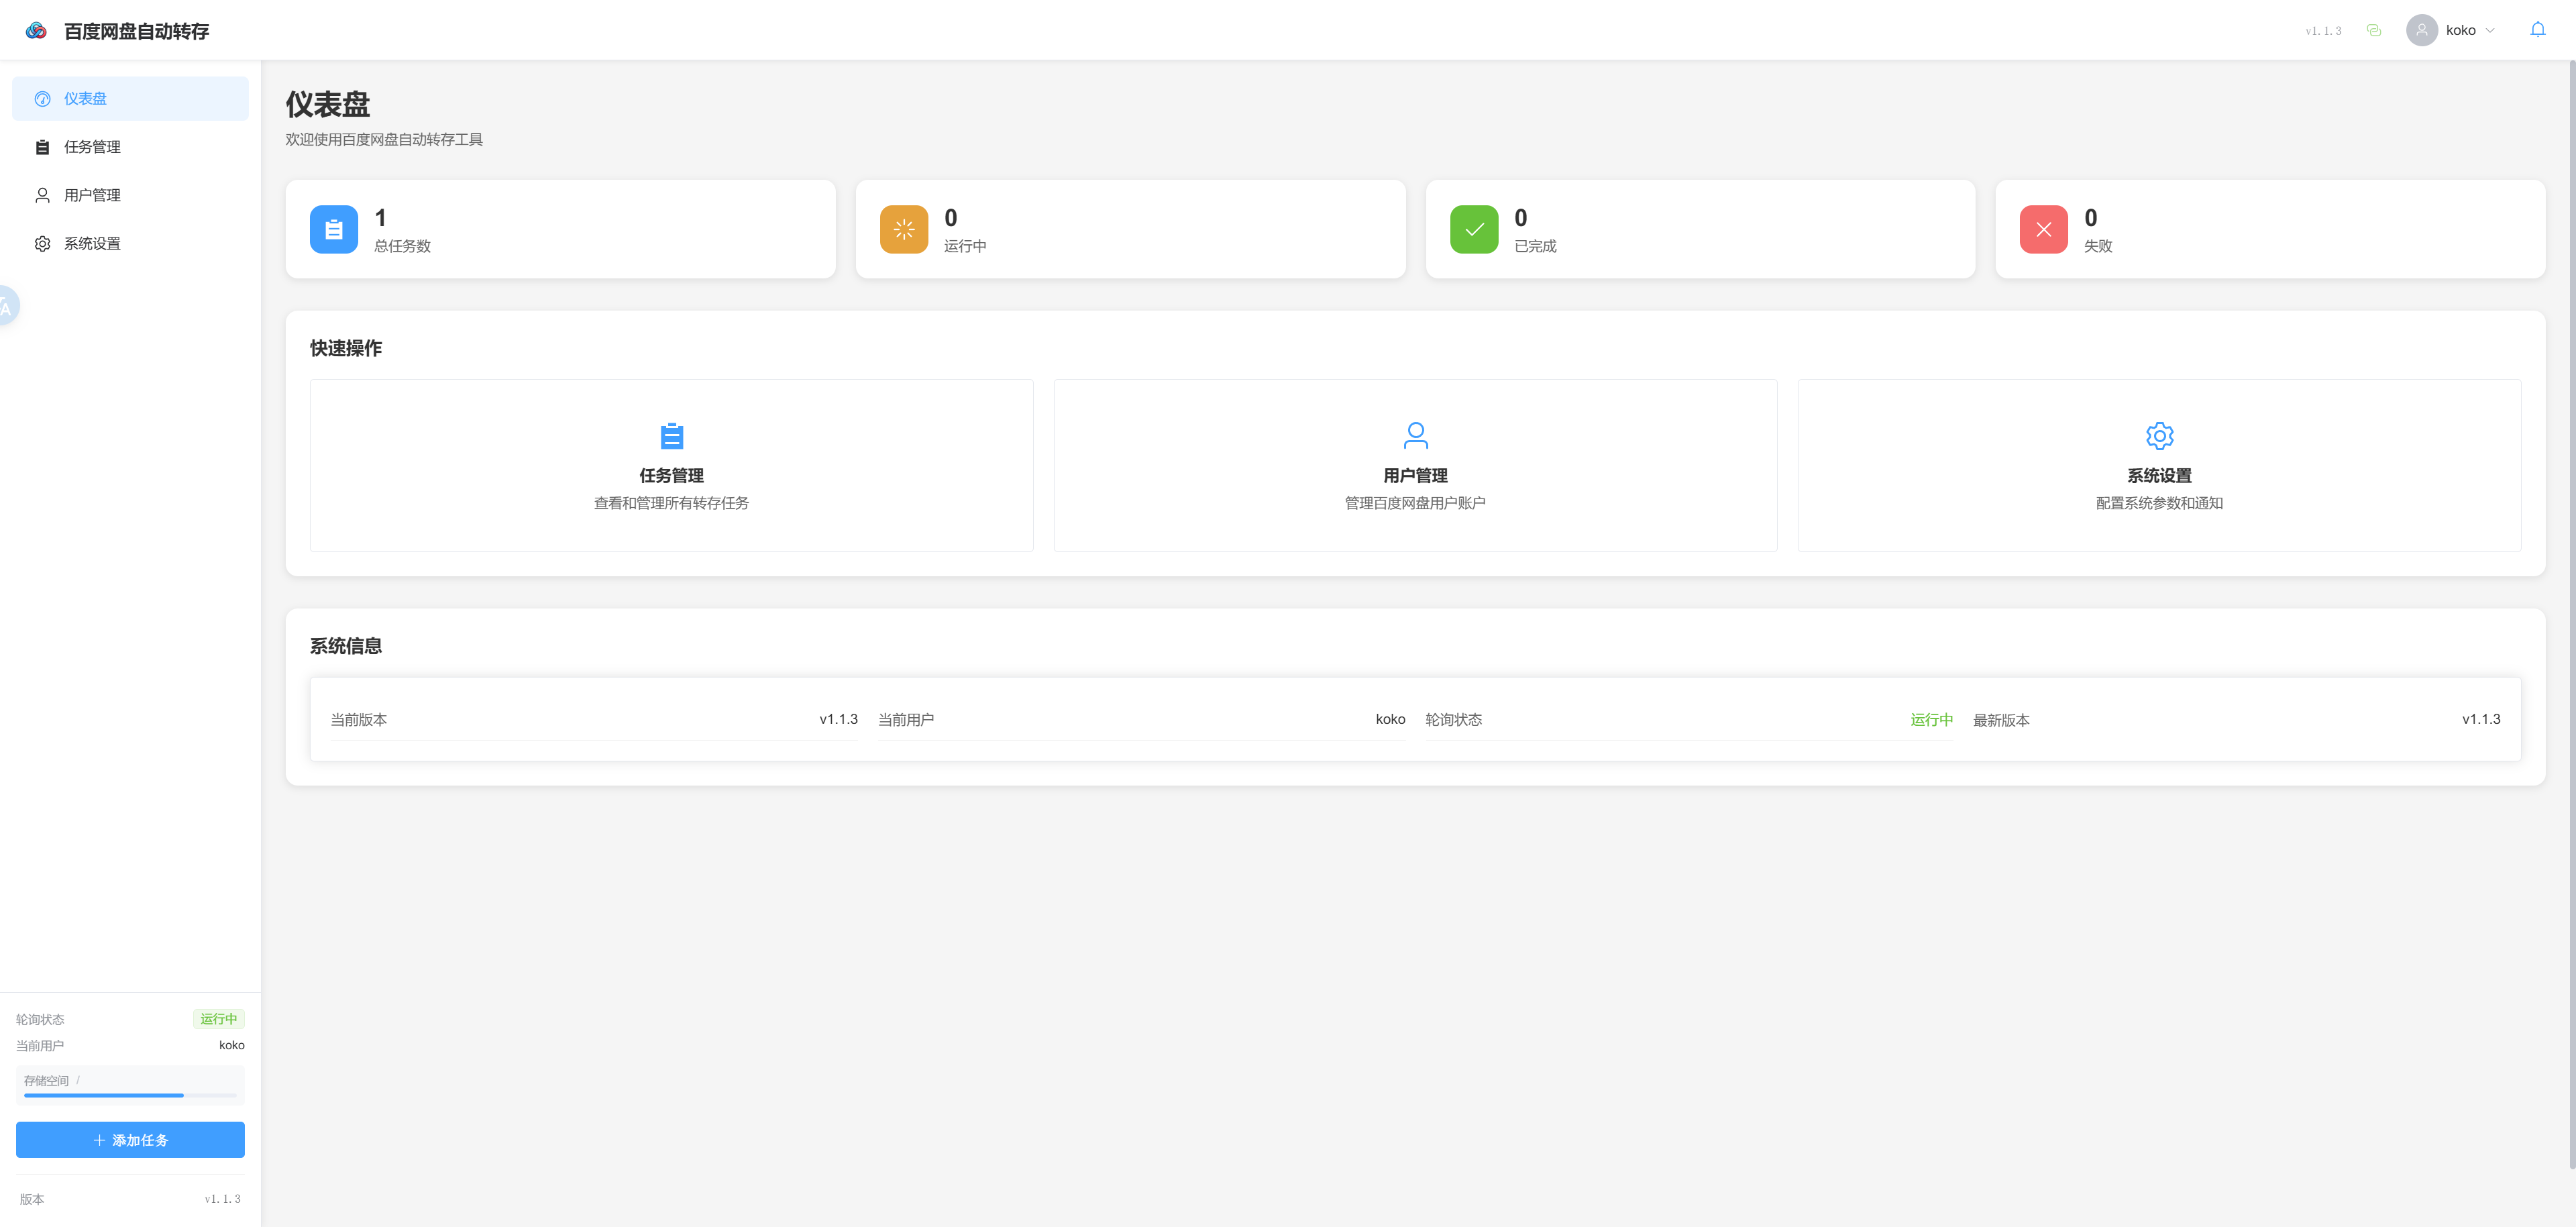 百度网盘自动转存
v1.1.3
koko
仪表盘
任务管理
用户管理
系统设置
仪表盘
欢迎使用百度网盘自动转存工具
1
总任务数
0
运行中
0
已完成
0
失败
快速操作
任务管理
查看和管理所有转存任务
用户管理
管理百度网盘用户账户
系统设置
配置系统参数和通知
系统信息
当前版本 v1.1.3
当前用户 koko
轮询状态 运行中
最新版本 v1.1.3
轮询状态 运行中
当前用户 koko
存储空间 /
添加任务
版本 v1.1.3